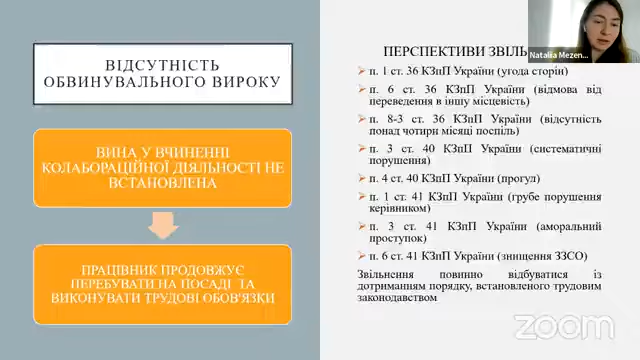 ВІДСУТНІСТЬ
ОБВИНУВАЛЬНОГО ВИРОКУ
ВИНА У ВЧИНЕННІ
КОЛАБОРАЦІЙНОЇ ДІЯЛЬНОСТІ НЕ
ВСТАНОВЛЕНА
ПРАЦІВНИК ПРОДОВЖУЄ
ПЕРЕБУВАТИ НА ПОСАДІ ТА
ВИКОНУВАТИ ТРУДОВІ ОБОВ'ЯЗКИ
ПЕРСПЕКТИВИ
п. 1 ст. 36 КЗпП України (угода сторін)
п. 6 ст. 36 КЗпП України (відмова від
переведення в іншу місцевість)
п. 8-3 ст. 36 КЗпП України (відсутність
понад чотири місяці поспіль)
п. 3 ст. 40 КЗпП України (систематичні
порушення)
п. 4 ст. 40 КЗпП України (прогул)
п. 1 ст. 41 КЗпП України (грубе порушення
керівником)
п. 3 ст. 41 КЗпП України (аморальний
проступок)
п. 6 ст. 41 КЗпП України (знищення ЗЗСО)
Звільнення повинно відбуватися із
дотриманням порядку, встановленого трудовим
законодавством
Nataliia Mezen...
zoom